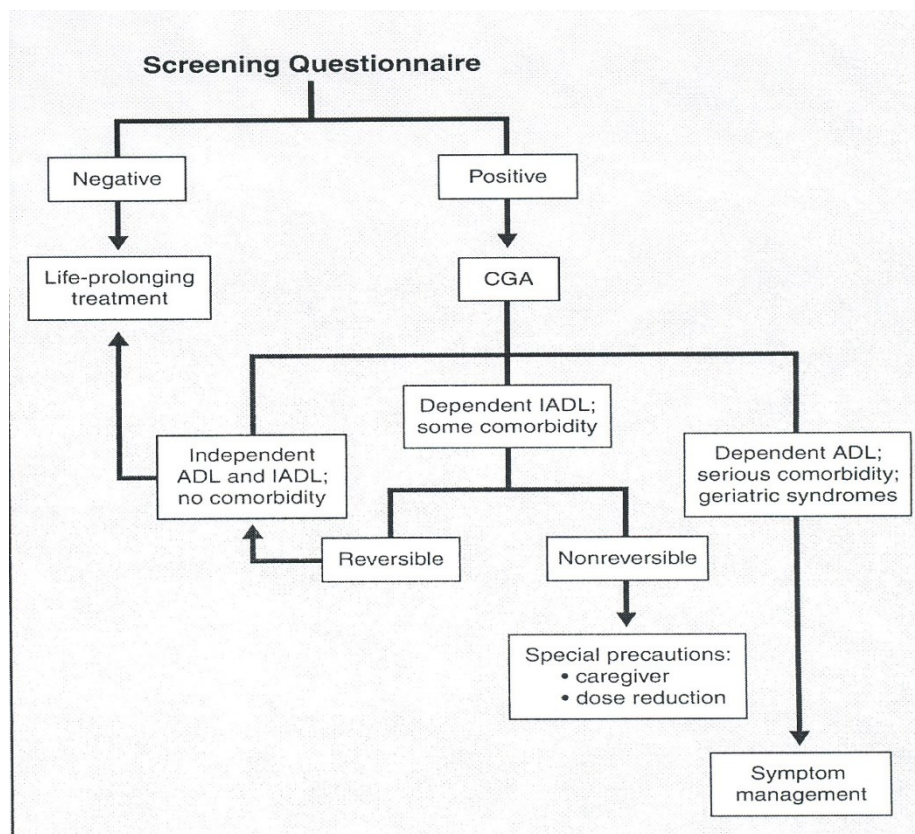 Screening Questionnaire
Negative
Positive
Life-prolonging
treatment
CGA
Dependent IADL;
some comorbidity
Independent
ADL and IADL;
no comorbidity
Dependent ADL;
serious comorbidity;
geriatric syndromes
Reversible
Nonreversible
Special precautions:
• caregiver
• dose reduction
Symptom
management